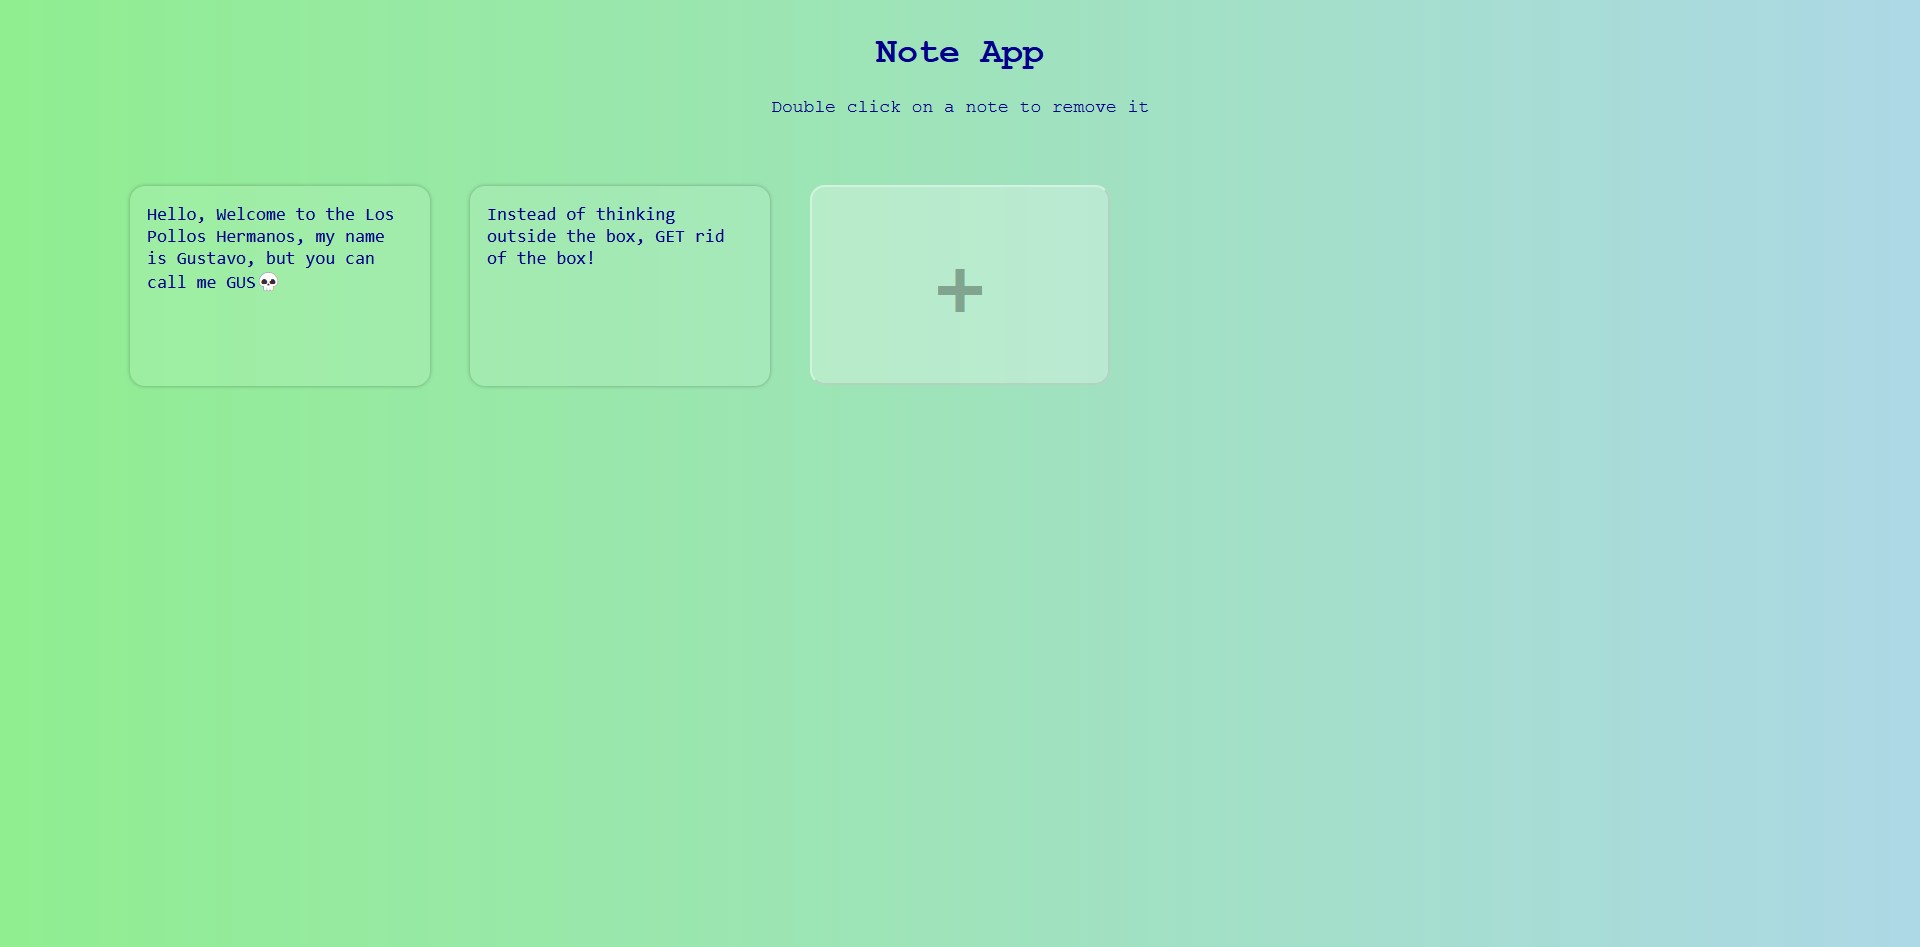 Note App
Double click on a note to remove it
Hello, Welcome to the Los
Pollos Hermanos, my name
is Gustavo, but you can
call me GUS💀
Instead of thinking
outside the box, GET rid
of the box!
+